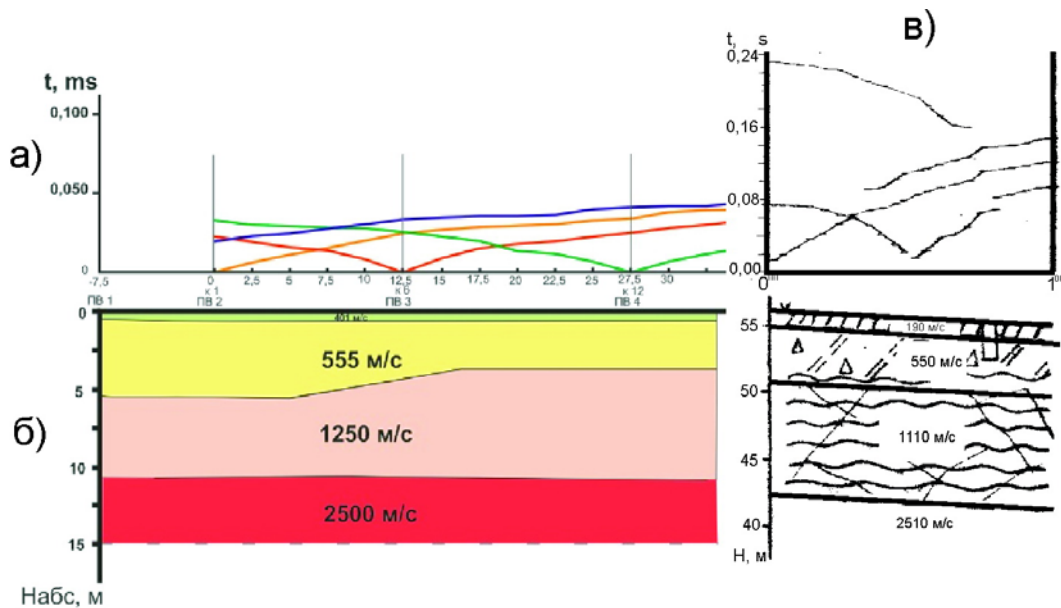 а)
t, ms
0,100
0,050
0
-7,5 0 2,5 5 7,5 10 12,5 15 17,5 20 22,5 25 27,5 30
к 1 к 6 к 12
ПВ 1 ПВ 2 ПВ 3 ПВ 4
б)
0
5
10
15
401 м/с
555 м/с
1250 м/с
2500 м/с
Набс, м
в)
t, s
0,24
0,16
0,08
0,00
55
50
45
40
Н, м
190 м/с
550 м/с
1110 м/с
2510 м/с